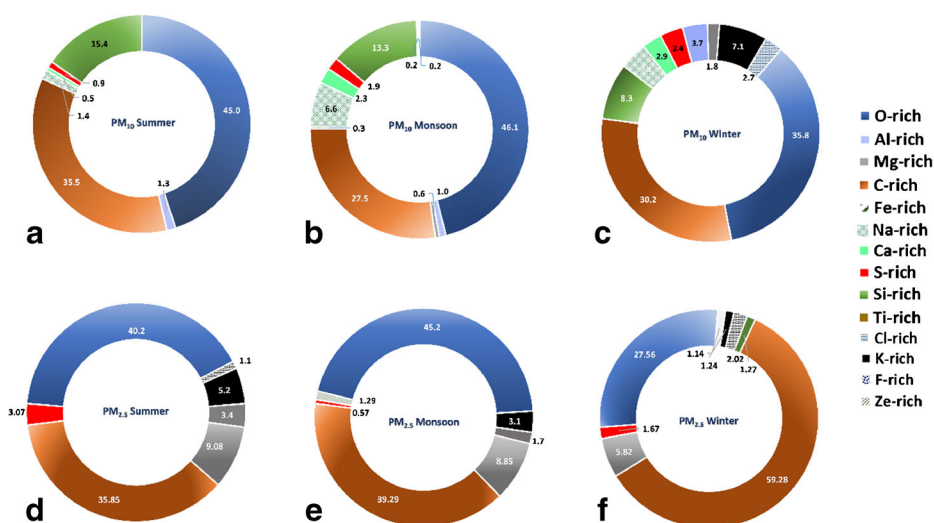 15.4
0.9
0.5
1.4
35.5
1.3
45.0
PM10 Summer
a
13.3
0.2
0.2
1.9
2.3
6.6
0.3
27.5
0.6
1.0
46.1
PM10 Monsoon
b
2.9
3.4
3.7
1.8
7.1
2.7
8.3
30.2
35.8
PM10 Winter
c
O-rich
Al-rich
Mg-rich
C-rich
Fe-rich
Na-rich
Ca-rich
S-rich
Si-rich
Ti-rich
Cl-rich
K-rich
F-rich
Ze-rich
40.2
1.1
5.2
3.4
9.08
35.85
3.07
PM2.5 Summer
d
45.2
1.29
0.57
3.1
1.7
8.85
39.29
PM2.5 Monsoon
e
27.56
1.14
1.24
2.02
1.27
1.67
5.82
59.28
PM2.5 Winter
f